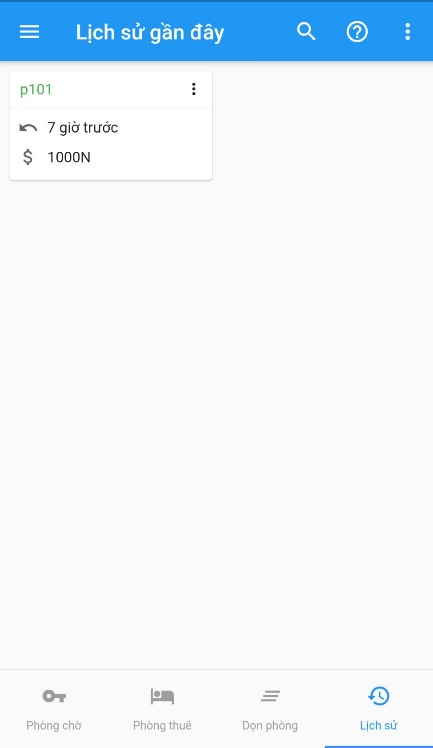 Lịch sử gần đây
p101
7 giờ trước
$ 1000N
Phòng chờ
Phòng thuê
Dọn phòng
Lịch sử